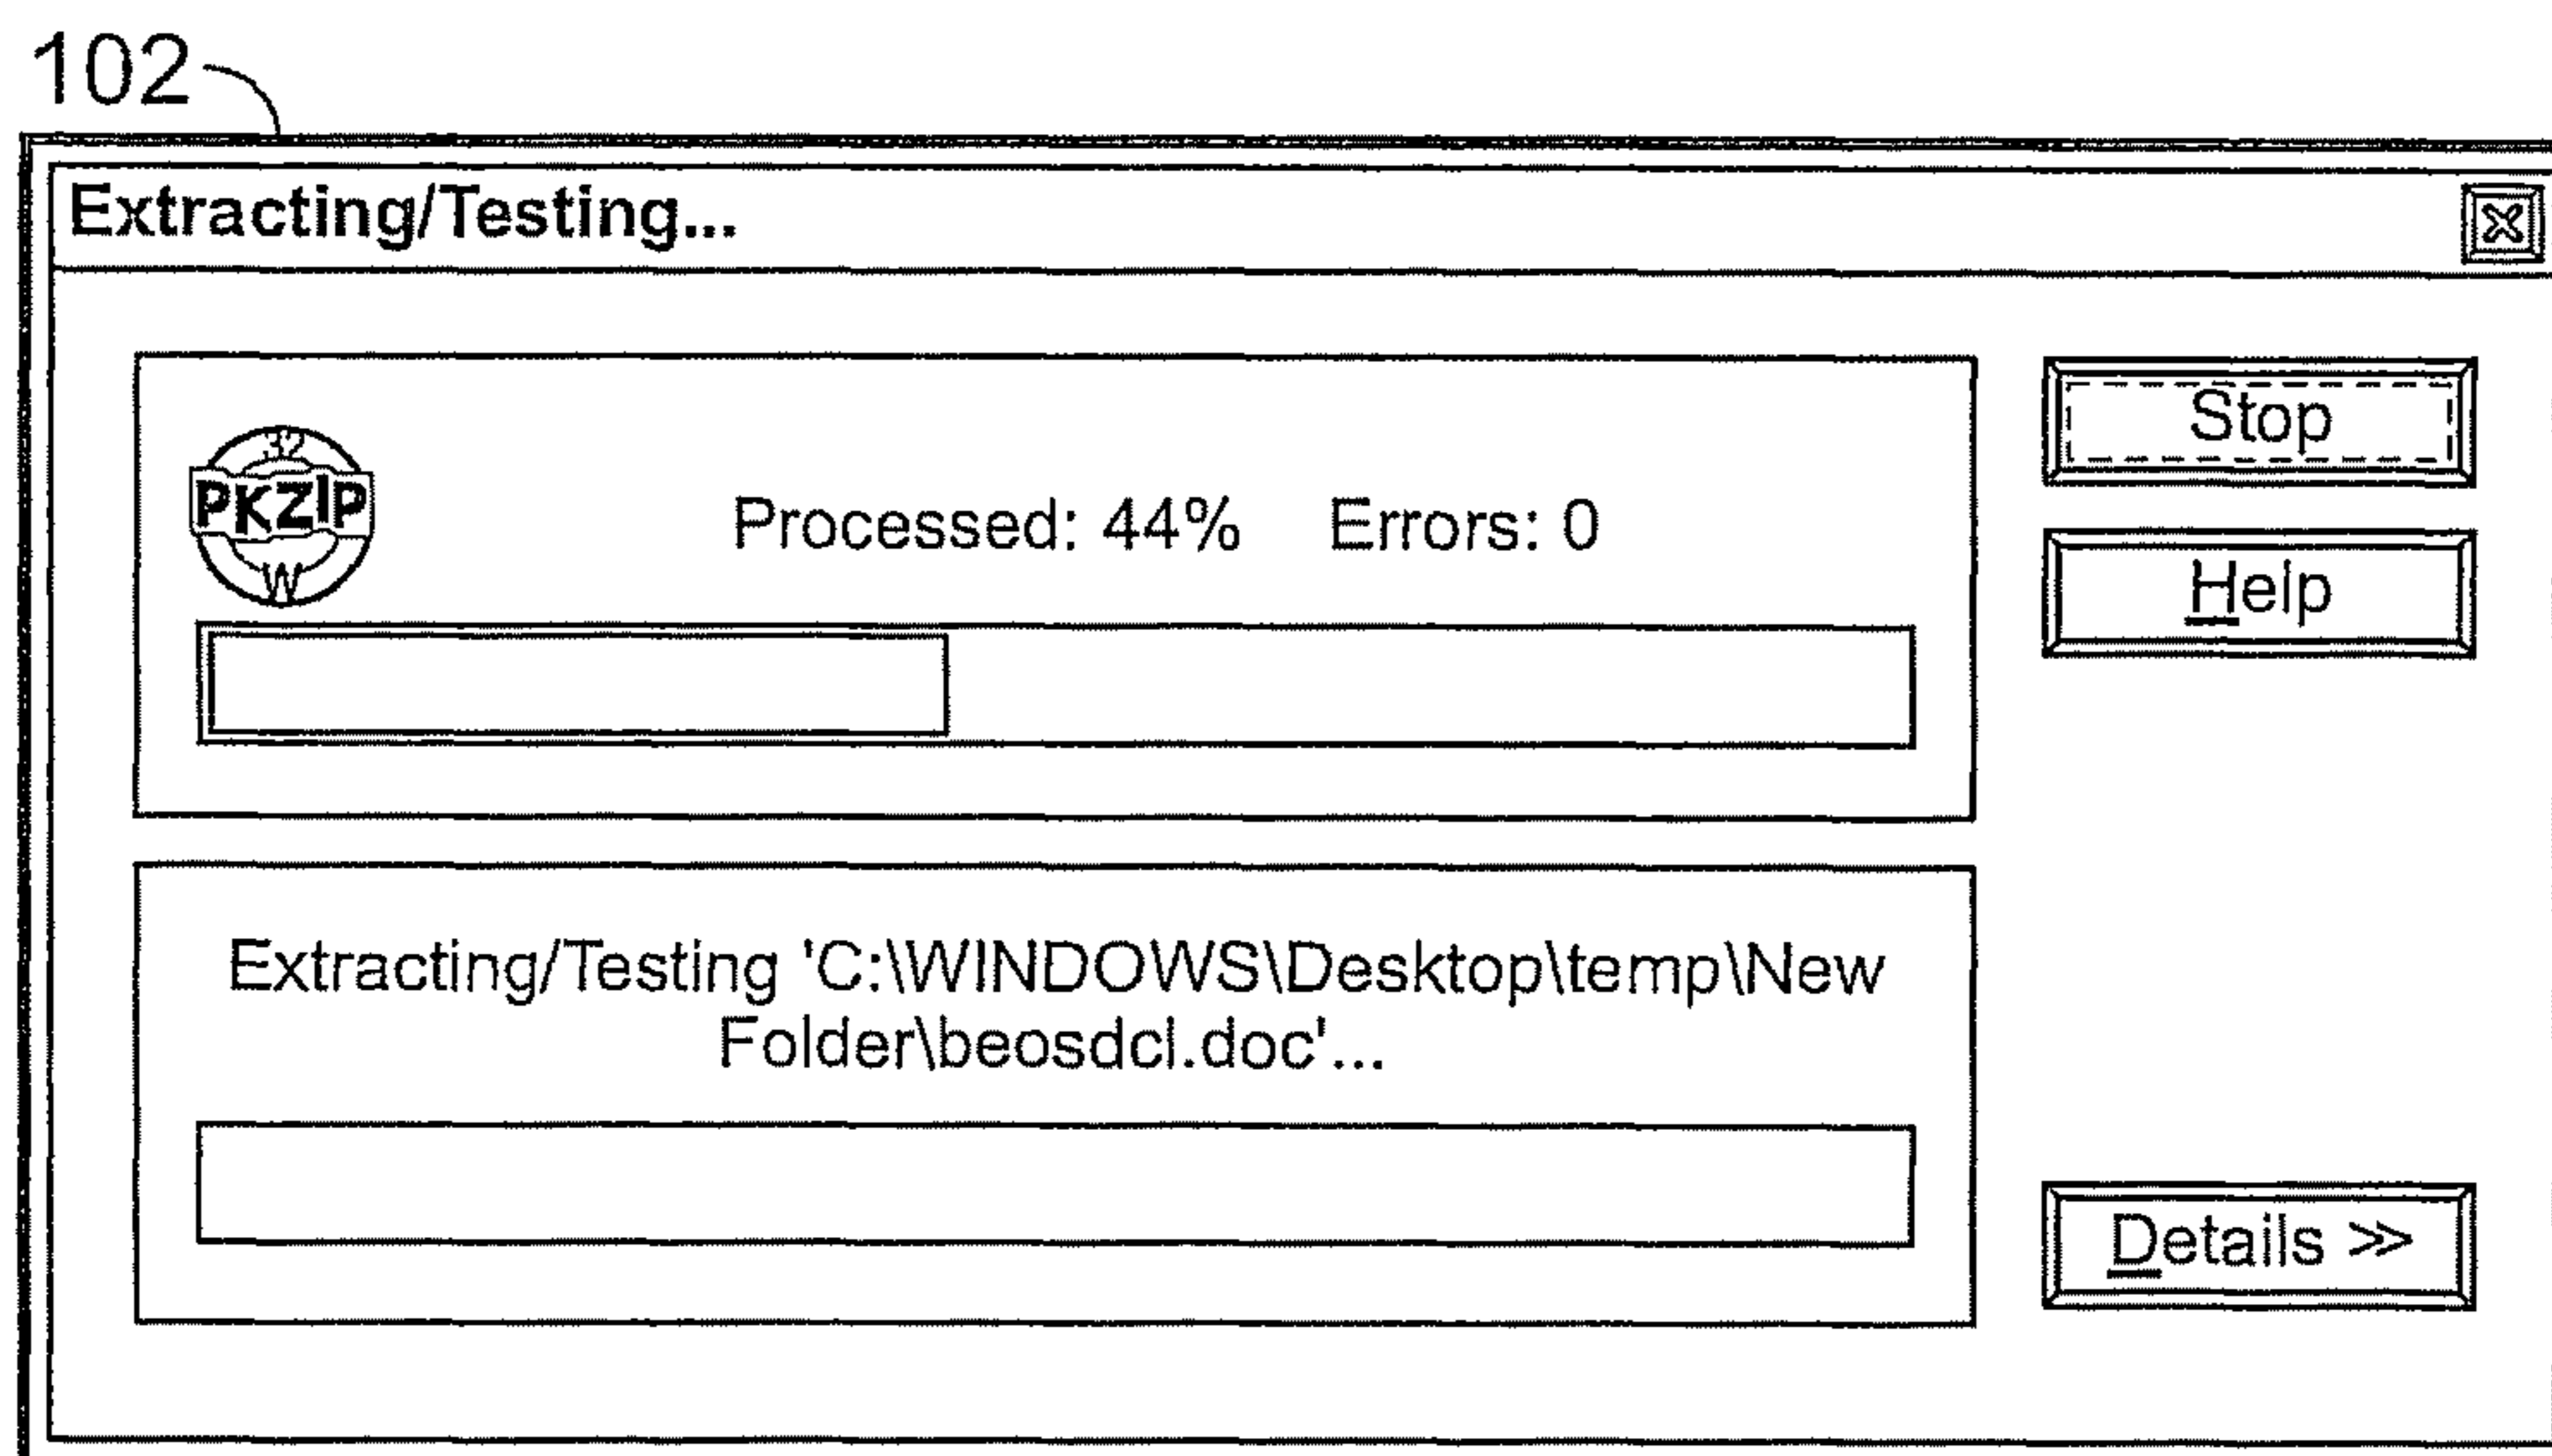 102
Extracting/Testing...
32
PKZIP
W
Processed: 44% Errors: 0
Stop
Help
Extracting/Testing 'C:\WINDOWS\Desktop\temp\New
Folder\beosdcl.doc'...
Details >>